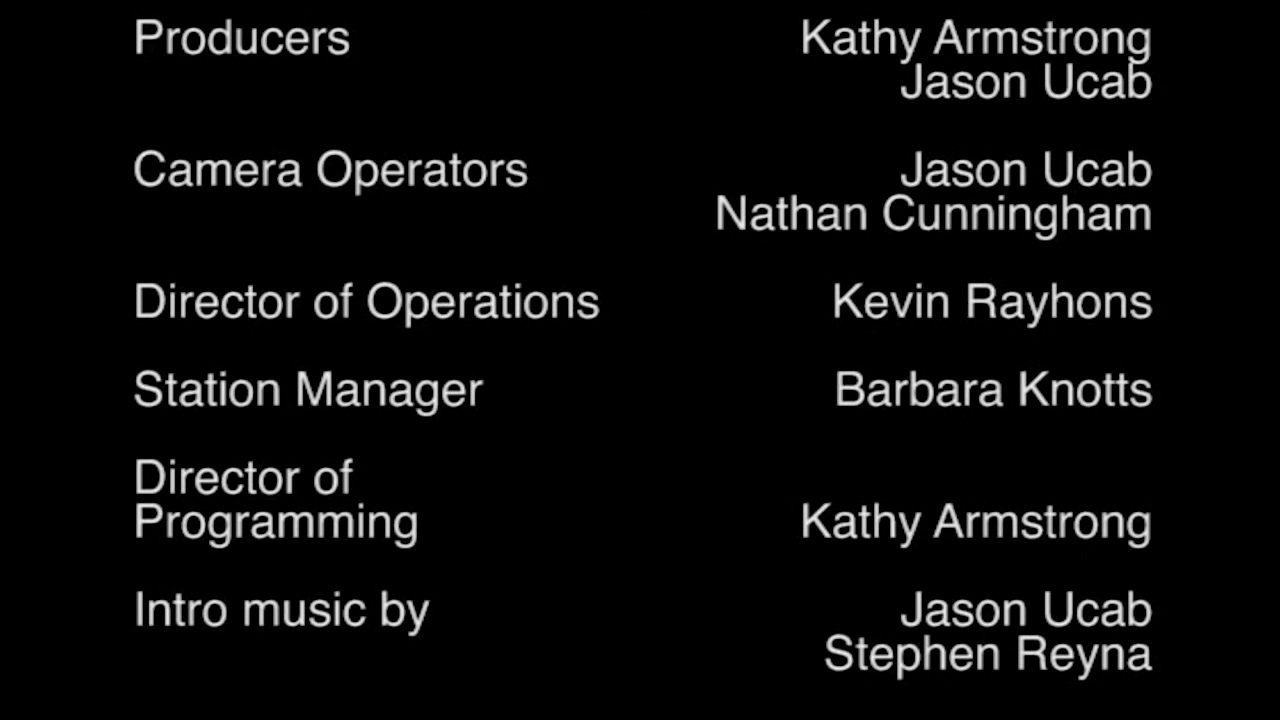 Producers Kathy Armstrong
Jason Ucab
Camera Operators Jason Ucab
Nathan Cunningham
Director of Operations Kevin Rayhons
Station Manager Barbara Knotts
Director of
Programming Kathy Armstrong
Intro music by Jason Ucab
Stephen Reyna